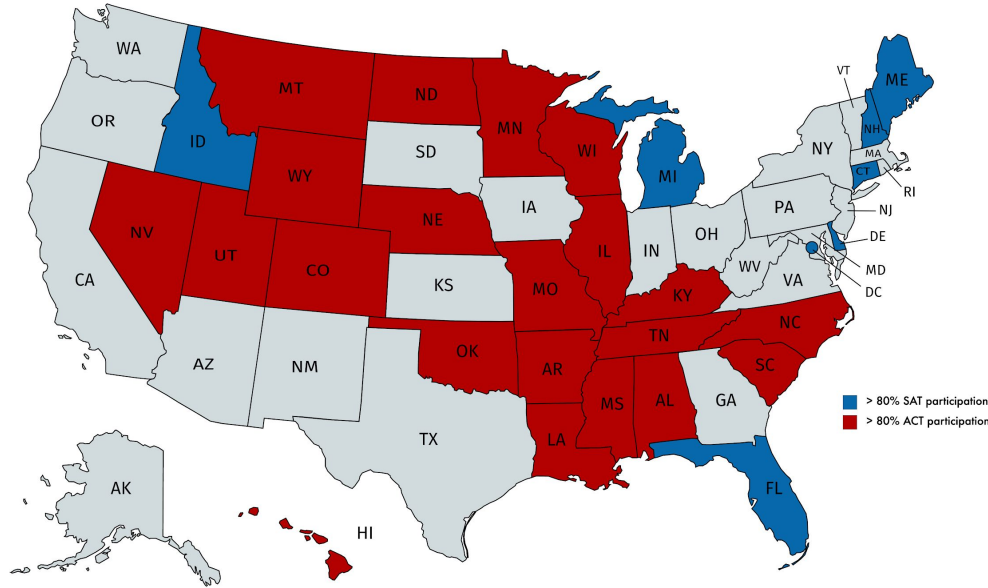 WA
MT
ND
MN
OR
ID
SD
WI
MI
WY
NE
IA
NV
UT
CO
CA
KS
MO
IL
IN
OH
PA
NY
VT
NH
ME
MA
CT
RI
NJ
DE
MD
DC
WV
VA
KY
TN
NC
SC
AZ
NM
OK
AR
MS
AL
GA
TX
LA
FL
AK
HI
> 80% SAT participation
> 80% ACT participation